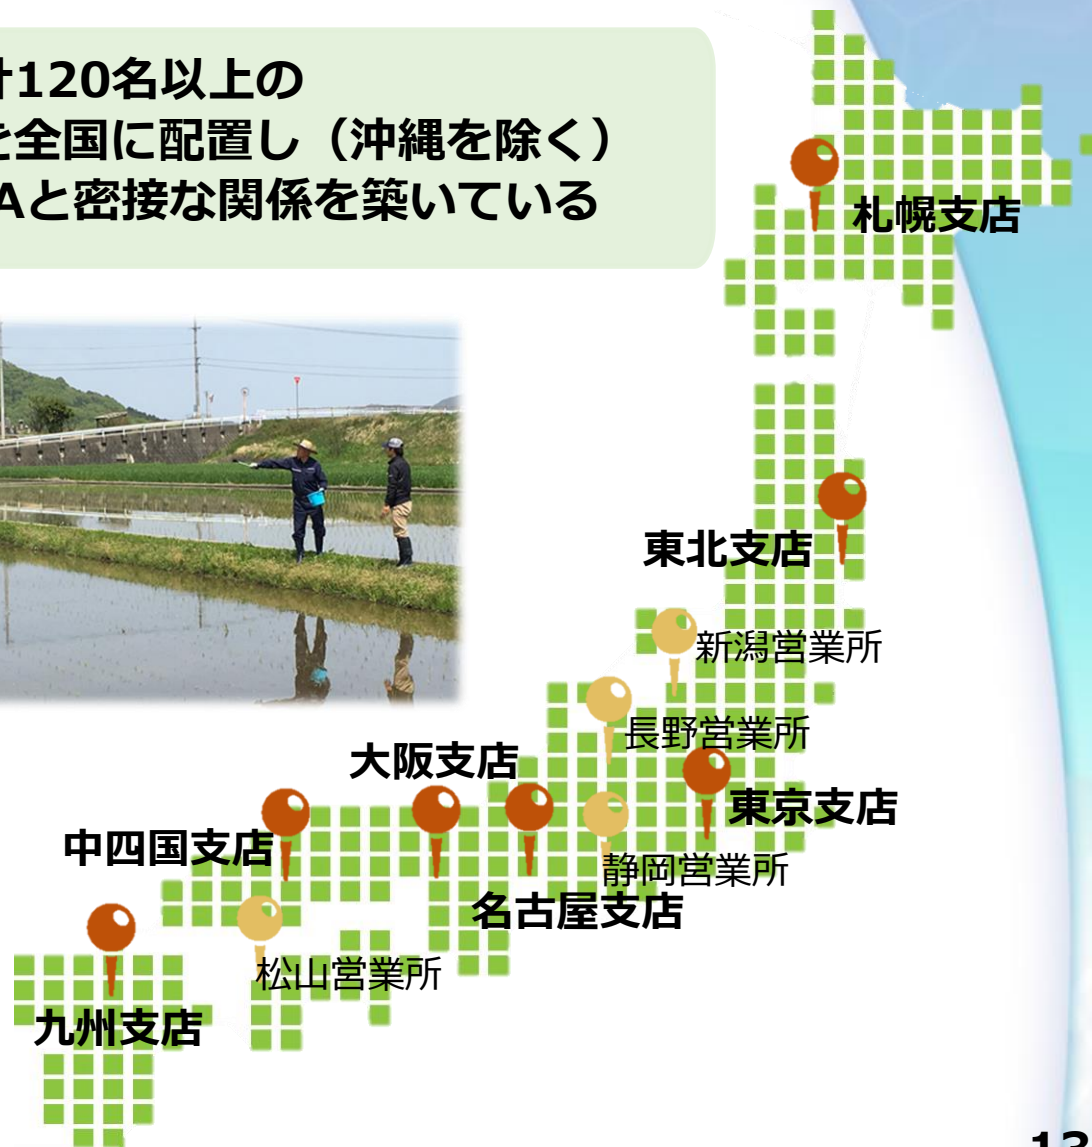 計120名以上の
を全国に配置し（沖縄を除く）
Aと密接な関係を築いている
札幌支店
東北支店
新潟営業所
長野営業所
大阪支店
東京支店
中四国支店
静岡営業所
名古屋支店
松山営業所
九州支店
13